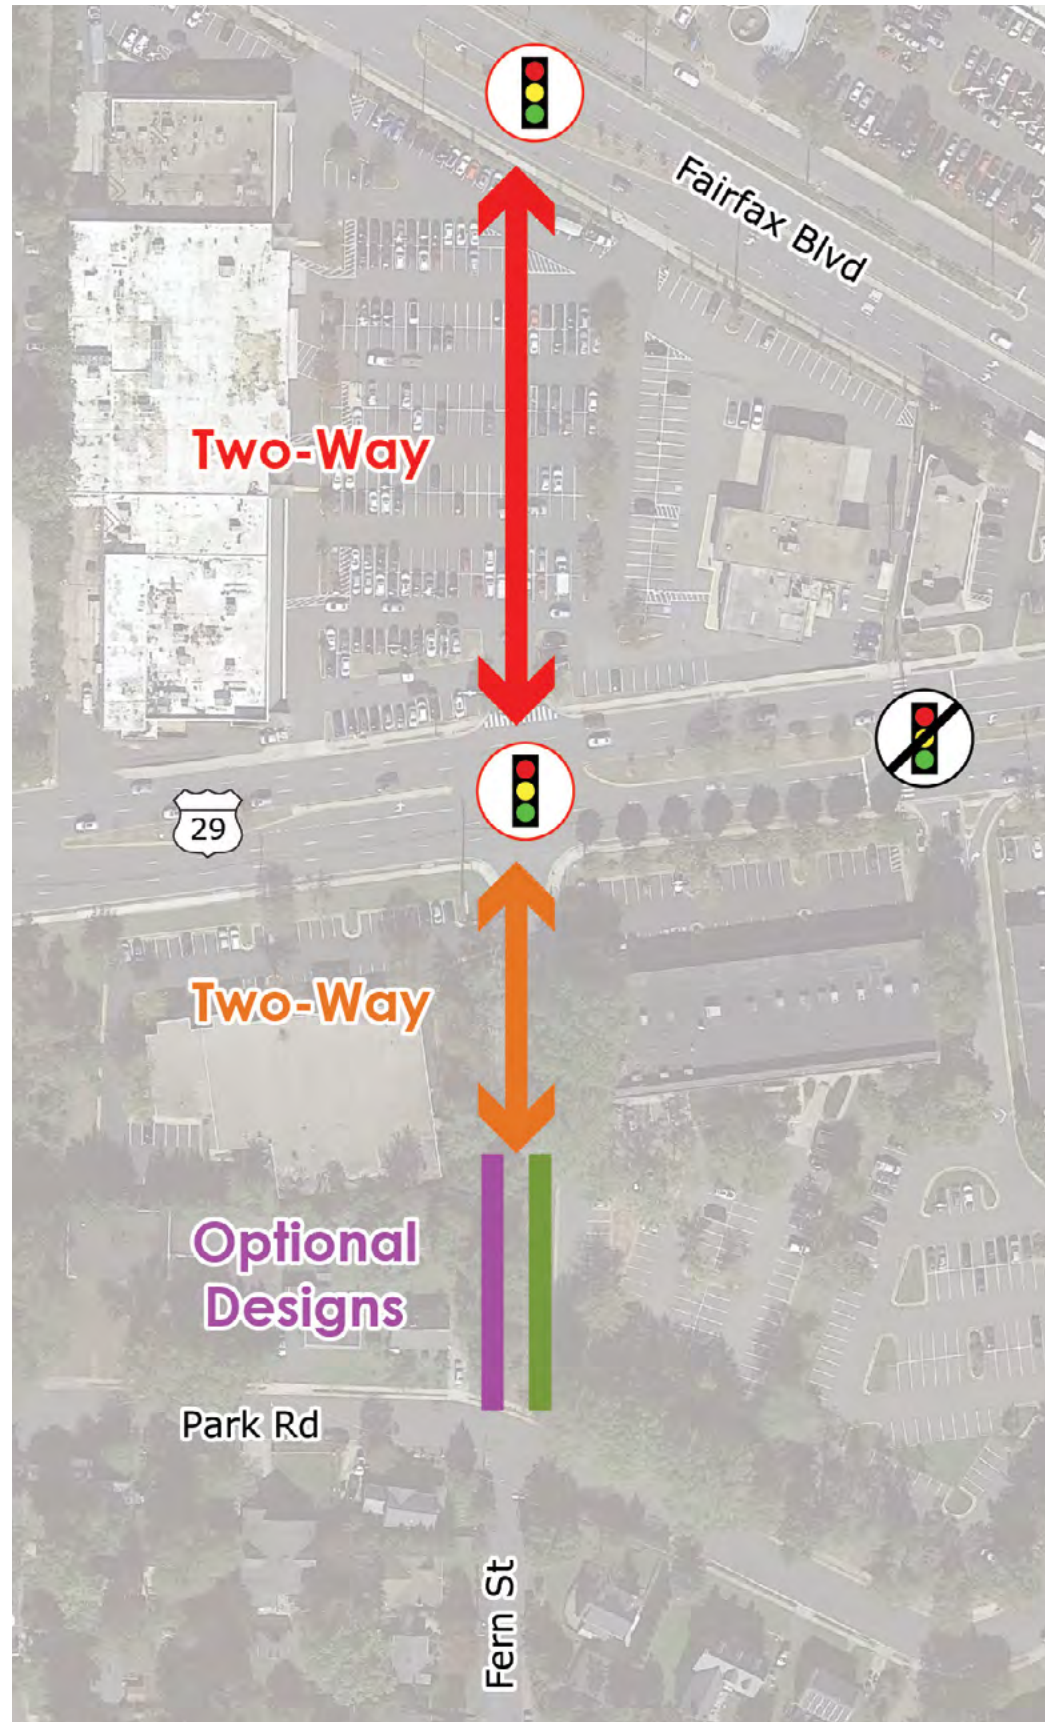 Fairfax Blvd
Two-Way
29
Two-Way
Optional
Designs
Park Rd
Fern St